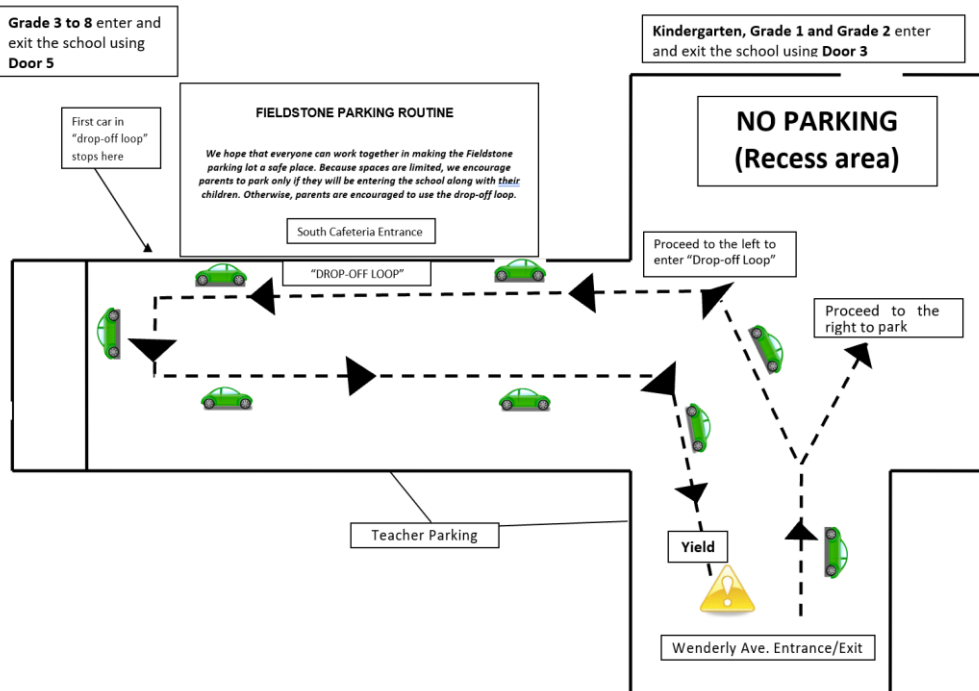 Grade 3 to 8 enter and
exit the school using
Door 5
Kindergarten, Grade 1 and Grade 2 enter
and exit the school using Door 3
First car in
"drop-off loop"
stops here
FIELDSTONE PARKING ROUTINE
We hope that everyone can work together in making the Fieldstone
parking lot a safe place. Because spaces are limited, we encourage
parents to park only if they will be entering the school along with their
children. Otherwise, parents are encouraged to use the drop-off loop.
South Cafeteria Entrance
NO PARKING
(Recess area)
"DROP-OFF LOOP"
Proceed to the left to
enter "Drop-off Loop"
Proceed to the
right to park
Teacher Parking
Yield
Wenderly Ave. Entrance/Exit